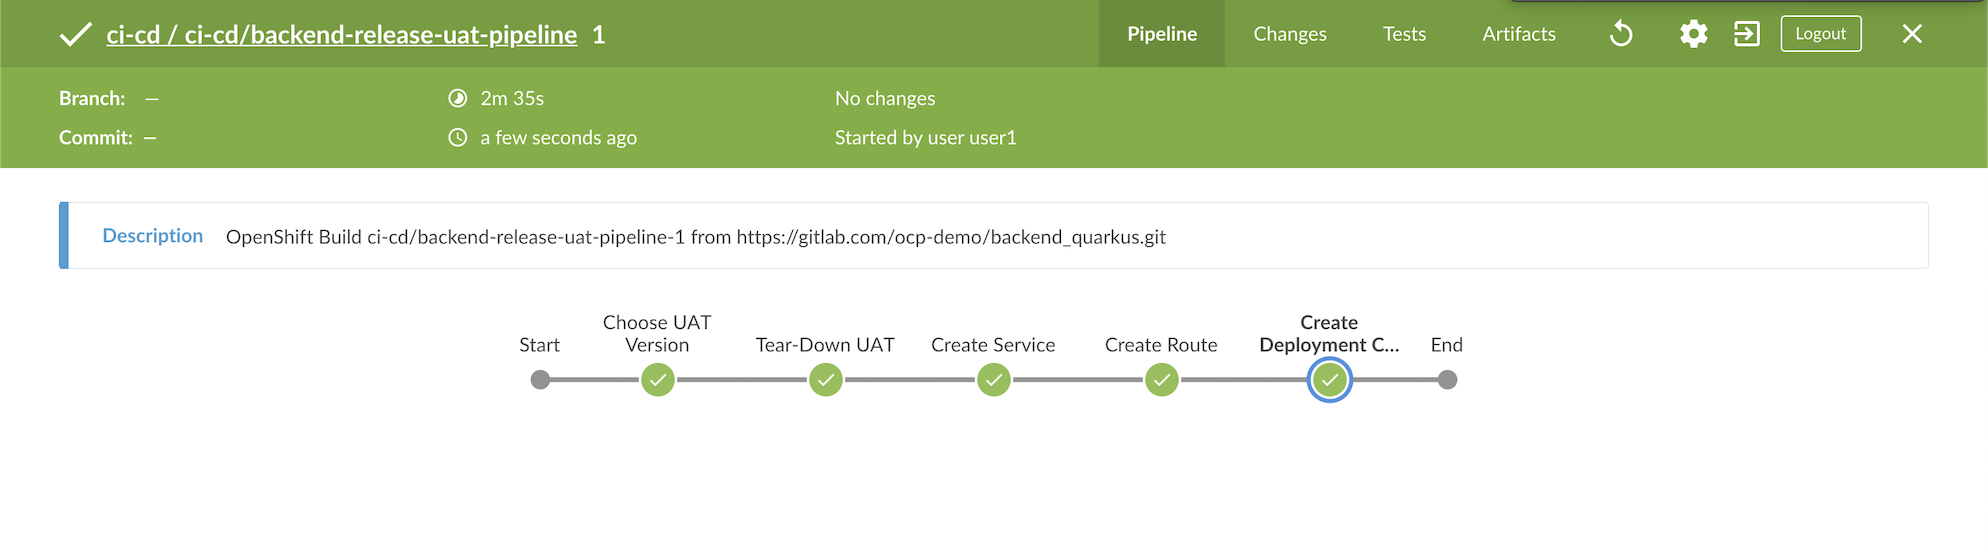 ci-cd / ci-cd/backend-release-uat-pipeline 1
Pipeline Changes Tests Artifacts Logout
Branch: — 2m 35s No changes
Commit: — a few seconds ago Started by user user1
Description OpenShift Build ci-cd/backend-release-uat-pipeline-1 from https://gitlab.com/ocp-demo/backend_quarkus.git
Start
Choose UAT
Version
Tear-Down UAT
Create Service
Create Route
Create
Deployment C...
End